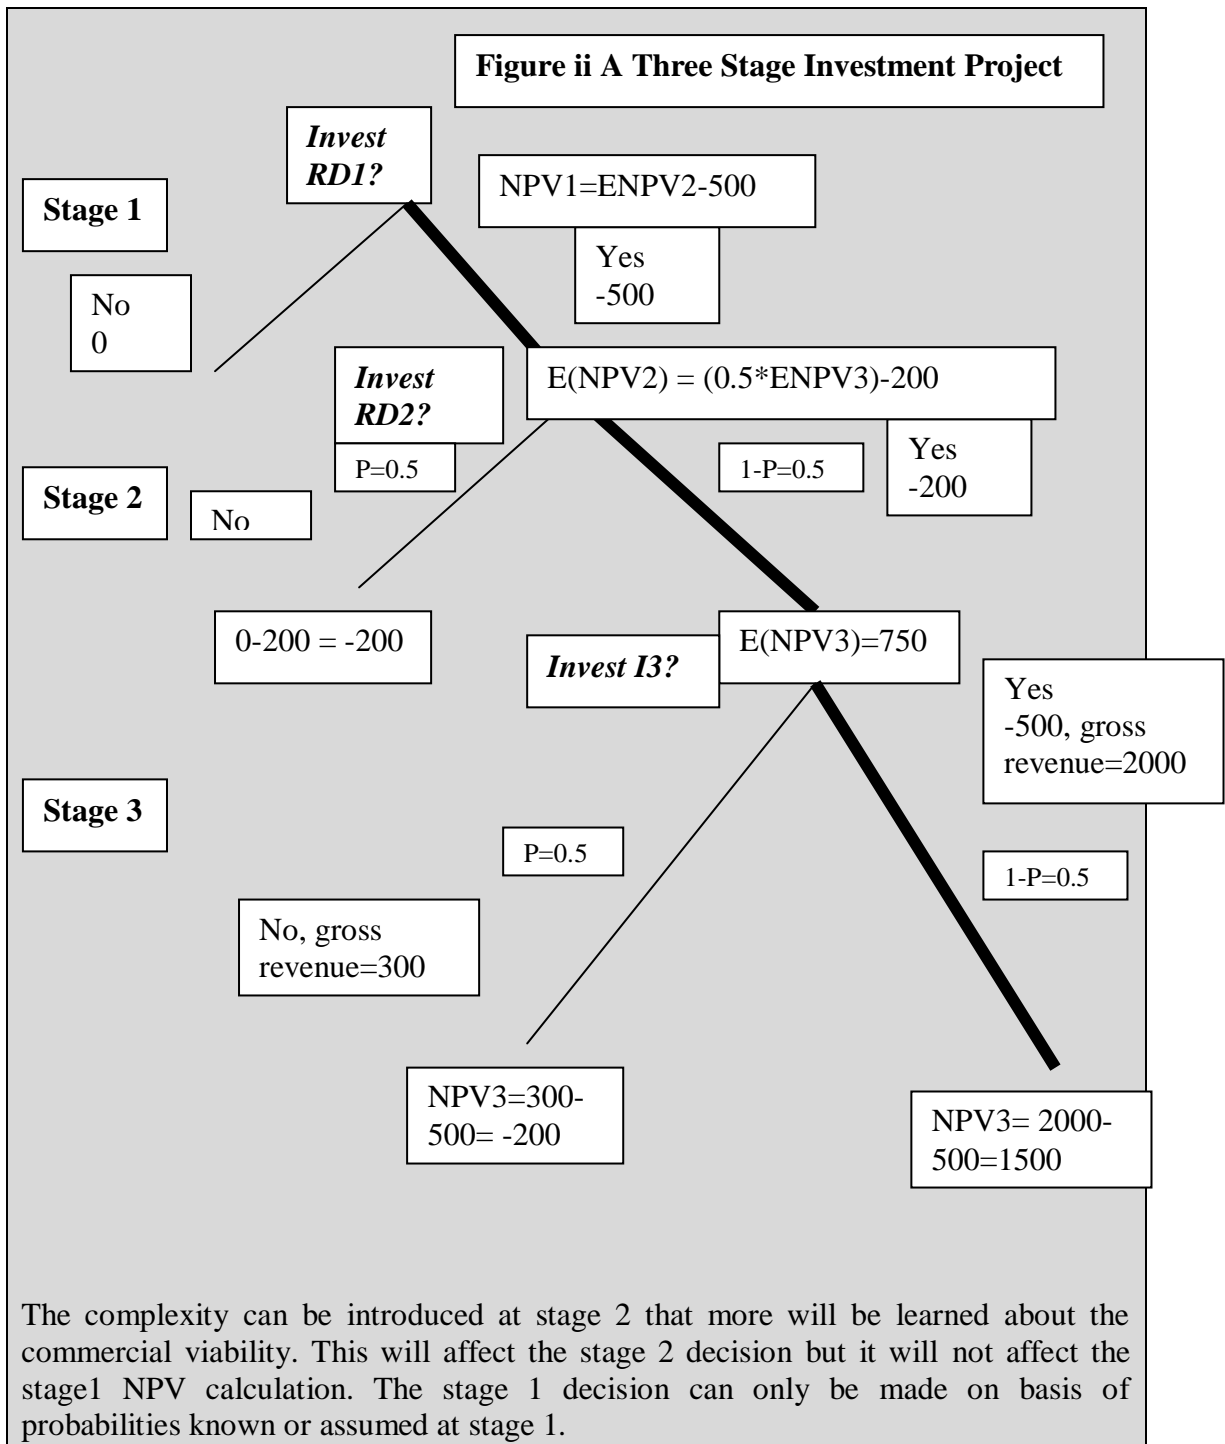 Figure ii A Three Stage Investment Project
Invest
RD1?
NPV1=ENPV2-500
Stage 1
Yes
-500
No
0
Invest
RD2?
E(NPV2) = (0.5*ENPV3)-200
P=0.5
1-P=0.5
Yes
-200
Stage 2
No
0-200 = -200
Invest I3?
E(NPV3)=750
Yes
-500, gross
revenue=2000
Stage 3
P=0.5
1-P=0.5
No, gross
revenue=300
NPV3=300-
500= -200
NPV3= 2000-
500=1500
The complexity can be introduced at stage 2 that more will be learned about the
commercial viability. This will affect the stage 2 decision but it will not affect the
stage1 NPV calculation. The stage 1 decision can only be made on basis of
probabilities known or assumed at stage 1.